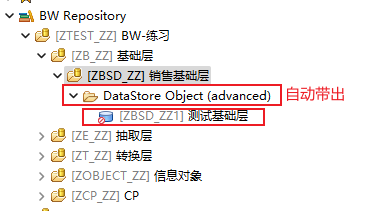 BW Repository
[ZTEST_ZZ] BW-练习
[ZB_ZZ] 基础层
[ZBSD_ZZ] 销售基础层
DataStore Object (advanced) 自动带出
[ZBSD_ZZ1] 测试基础层
[ZE_ZZ] 抽取层
[ZT_ZZ] 转换层
[ZOBJECT_ZZ] 信息对象
[ZCP_ZZ] CP